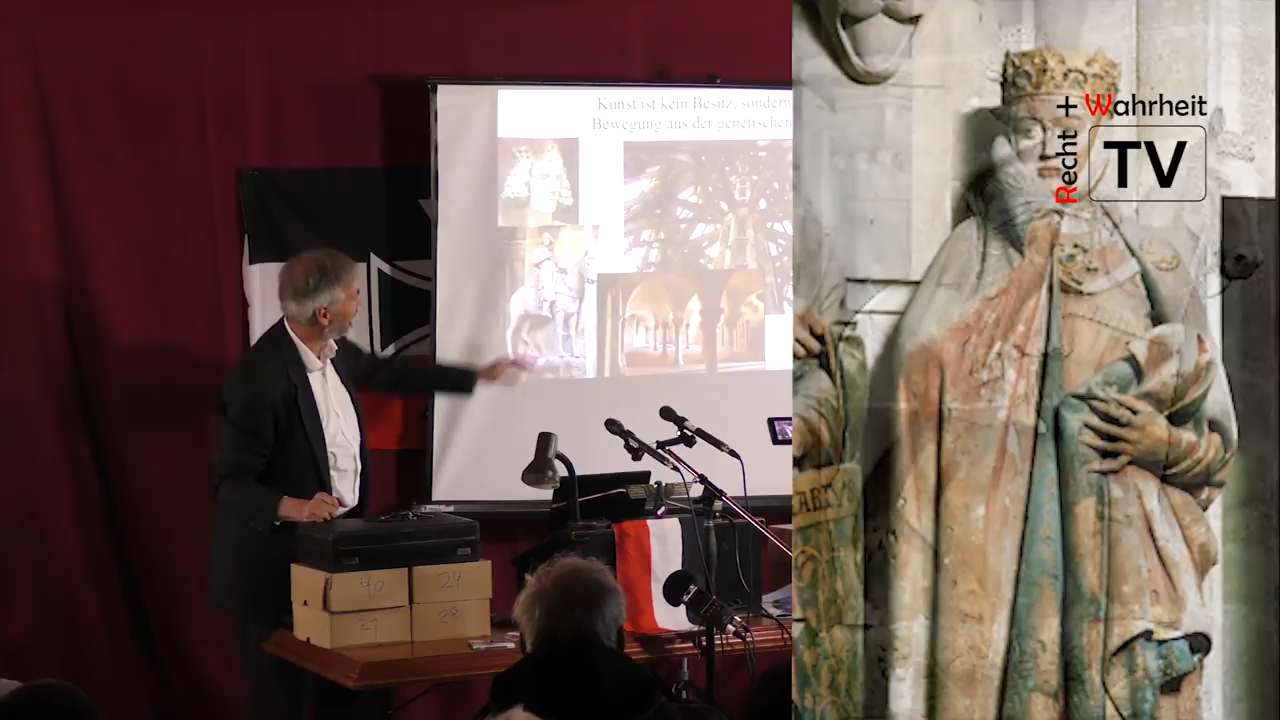 Kunst ist kein Besitz, sondern
Bewegung aus der genetischen
Recht + Wahrheit
TV
40
24
27
28